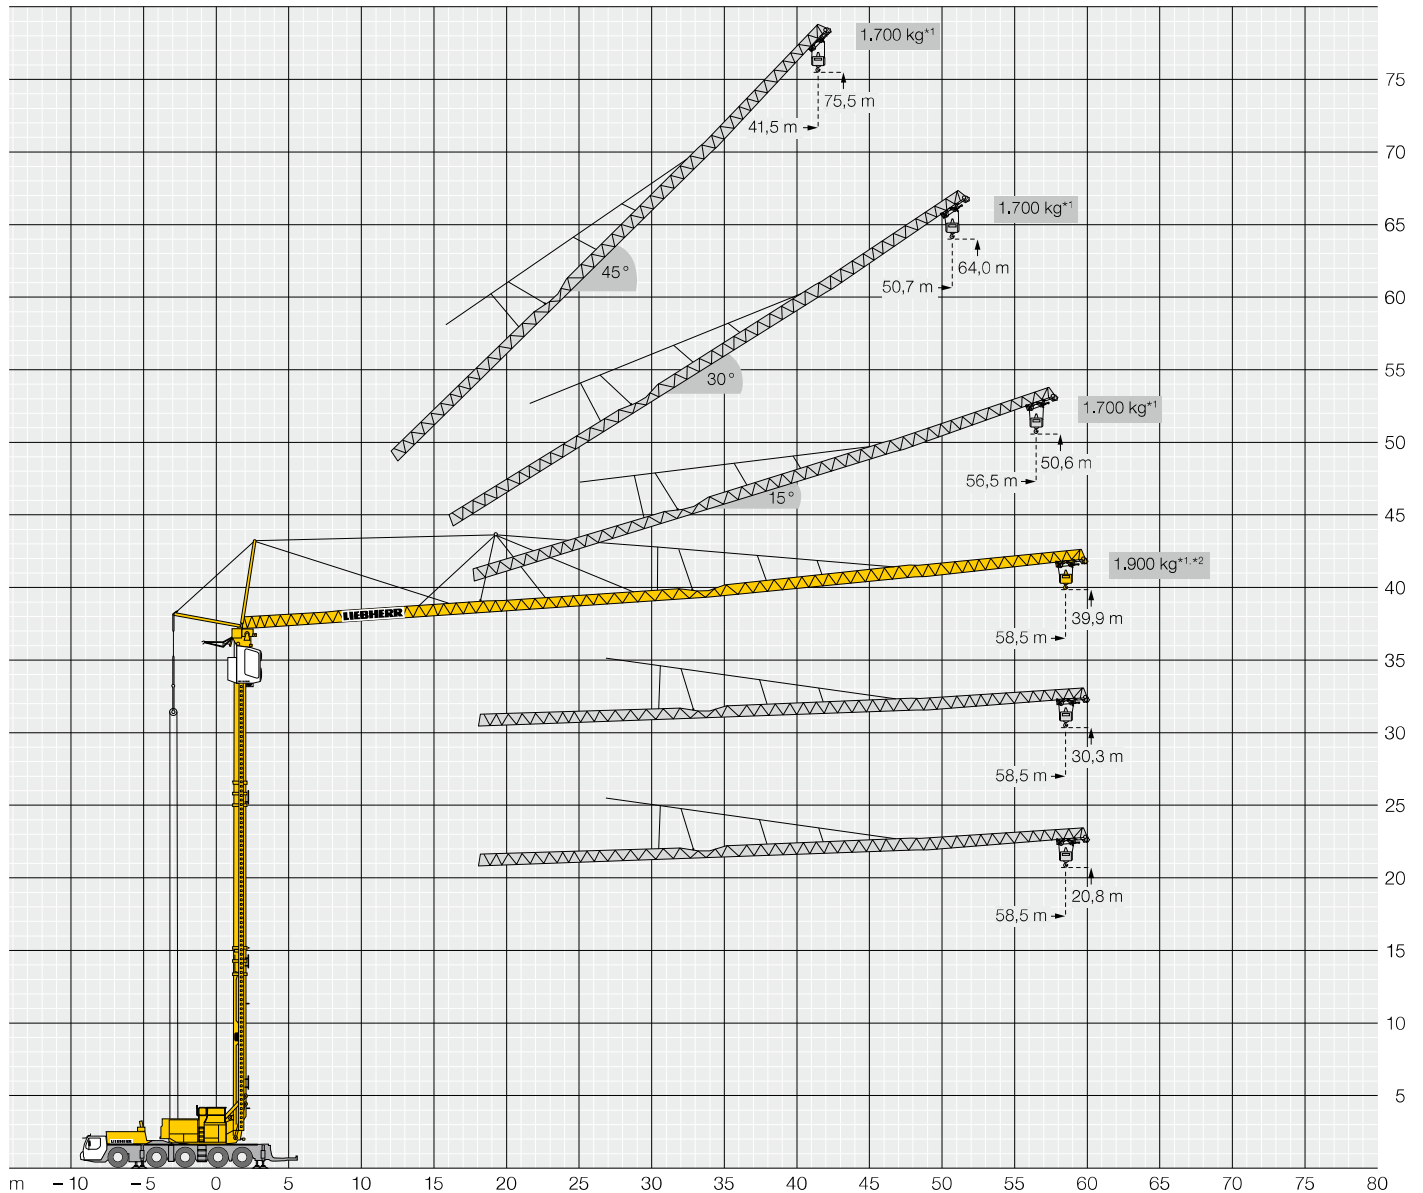 1.700 kg*1
75
75,5 m
41,5 m
70
1.700 kg*1
65
64,0 m
45°
50,7 m
60
55
30°
1.700 kg*1
50
50,6 m
56,5 m
15°
45
1.900 kg*1,*2
40
LIEBHERR
39,9 m
58,5 m
35
30
30,3 m
58,5 m
25
20
20,8 m
58,5 m
15
10
5
LIEBHERR
m -10 -5 0 5 10 15 20 25 30 35 40 45 50 55 60 65 70 75 80